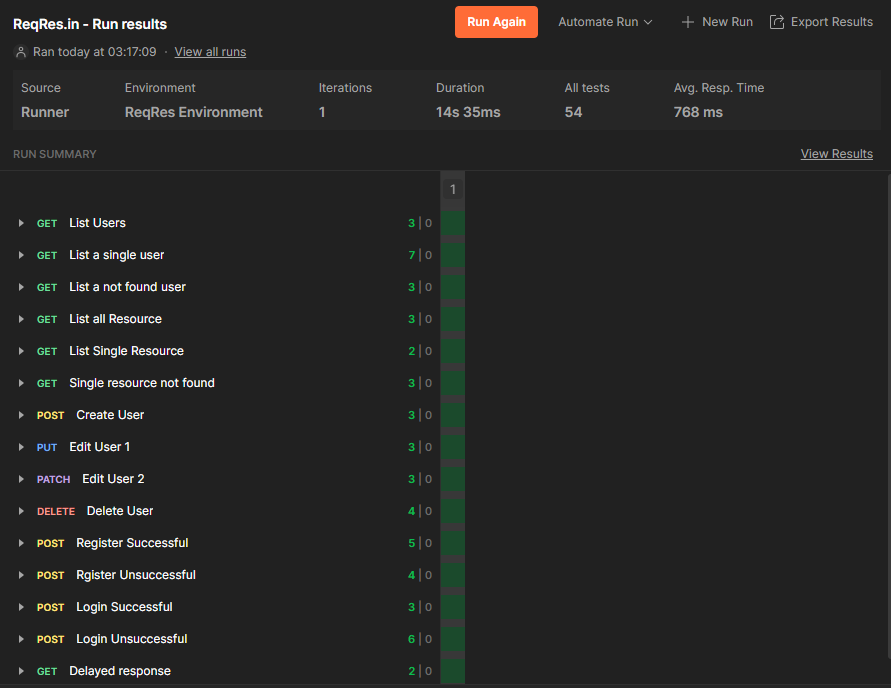 ReqRes.in - Run results
Run Again
Automate Run
New Run
Export Results
Ran today at 03:17:09 · View all runs
Source Environment Iterations Duration All tests Avg. Resp. Time
Runner ReqRes Environment 1 14s 35ms 54 768 ms
RUN SUMMARY View Results
1
GET List Users 3 | 0
GET List a single user 7 | 0
GET List a not found user 3 | 0
GET List all Resource 3 | 0
GET List Single Resource 2 | 0
GET Single resource not found 3 | 0
POST Create User 3 | 0
PUT Edit User 1 3 | 0
PATCH Edit User 2 3 | 0
DELETE Delete User 4 | 0
POST Register Successful 5 | 0
POST Rgister Unsuccessful 4 | 0
POST Login Successful 3 | 0
POST Login Unsuccessful 6 | 0
GET Delayed response 2 | 0